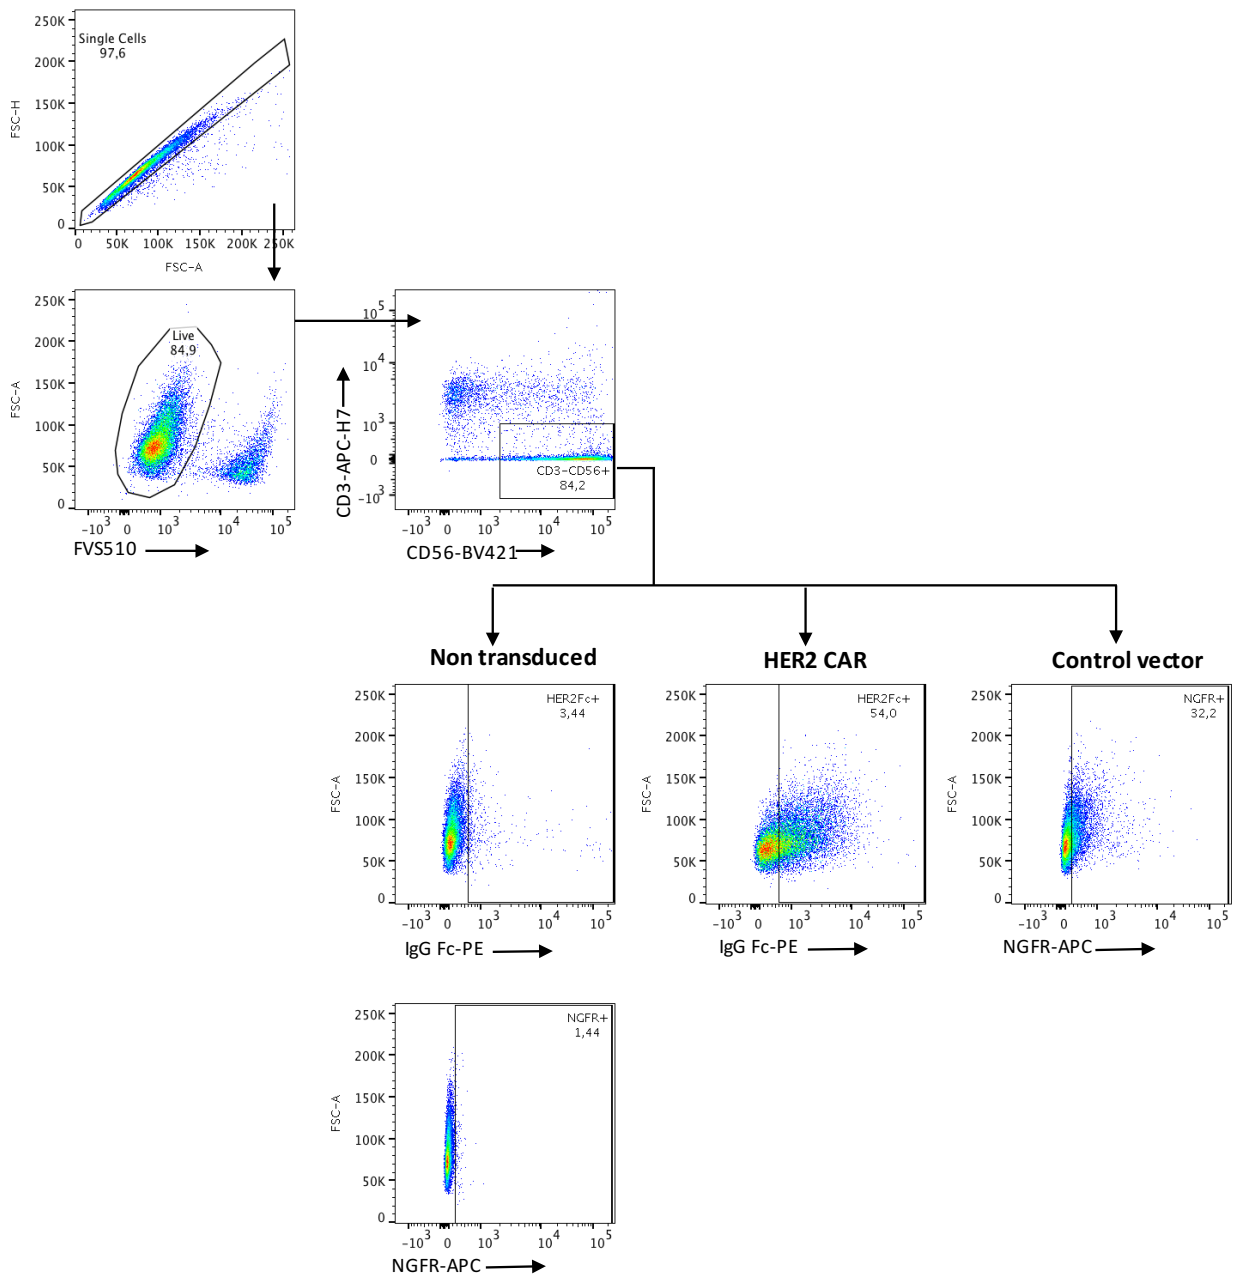 250K
200K
150K
100K
50K
0
FSC-H
Single Cells
97,6
0 50K 100K 150K 200K 250K
FSC-A
250K
200K
150K
100K
50K
0
FSC-A
Live
84,9
-10³ 0 10³ 10⁴ 10⁵
FVS510
10⁵
10⁴
10³
0
-10³
CD3-APC-H7
CD3-CD56+
84,2
-10³ 0 10³ 10⁴ 10⁵
CD56-BV421
Non transduced
250K
200K
150K
100K
50K
0
FSC-A
HER2Fc+
3,44
-10³ 0 10³ 10⁴ 10⁵
IgG Fc-PE
HER2 CAR
250K
200K
150K
100K
50K
0
FSC-A
HER2Fc+
54,0
-10³ 0 10³ 10⁴ 10⁵
IgG Fc-PE
Control vector
250K
200K
150K
100K
50K
0
FSC-A
NGFR+
32,2
-10³ 0 10³ 10⁴ 10⁵
NGFR-APC
250K
200K
150K
100K
50K
0
FSC-A
NGFR+
1,44
-10³ 0 10³ 10⁴ 10⁵
NGFR-APC